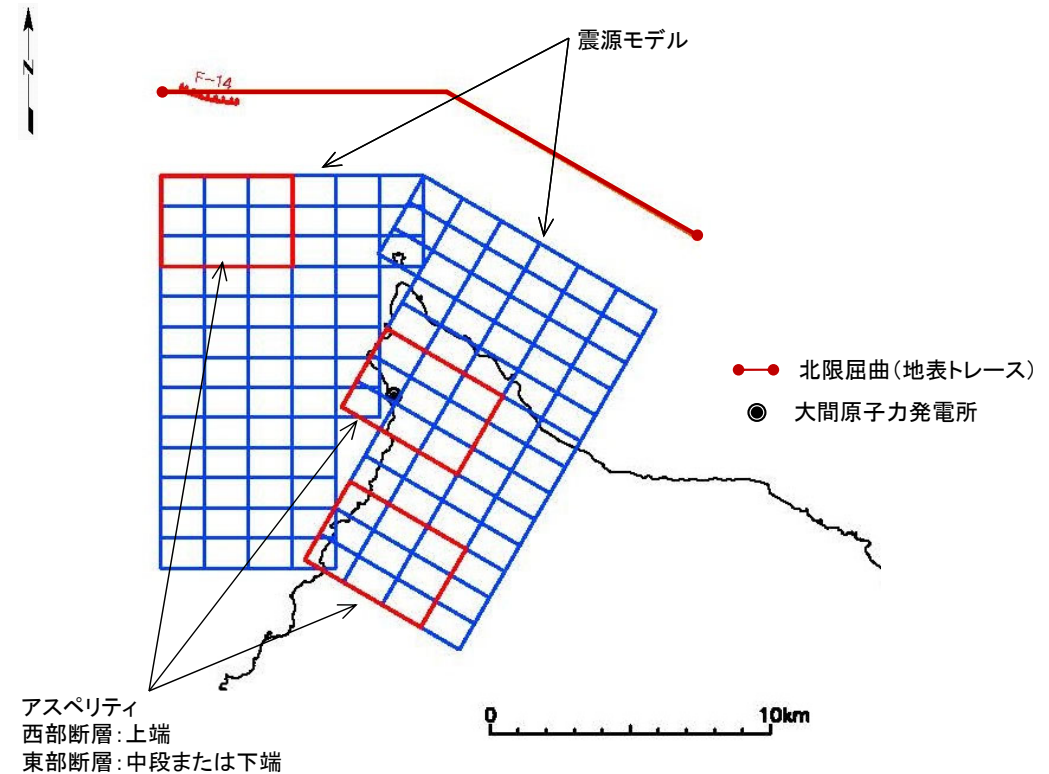 N
F-14
震源モデル
●―● 北限屈曲(地表トレース)
◉ 大間原子力発電所
アスペリティ
西部断層:上端
東部断層:中段または下端
0 10km